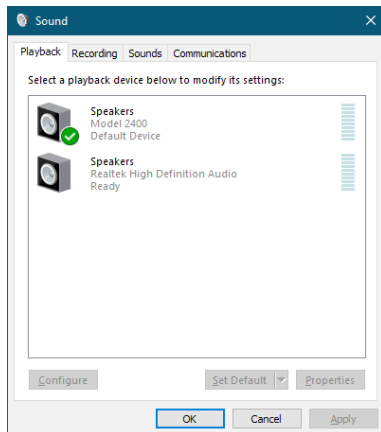 Sound
Playback Recording Sounds Communications
Select a playback device below to modify its settings:
Speakers
Model 2400
Default Device
Speakers
Realtek High Definition Audio
Ready
Configure Set Default Properties
OK Cancel Apply